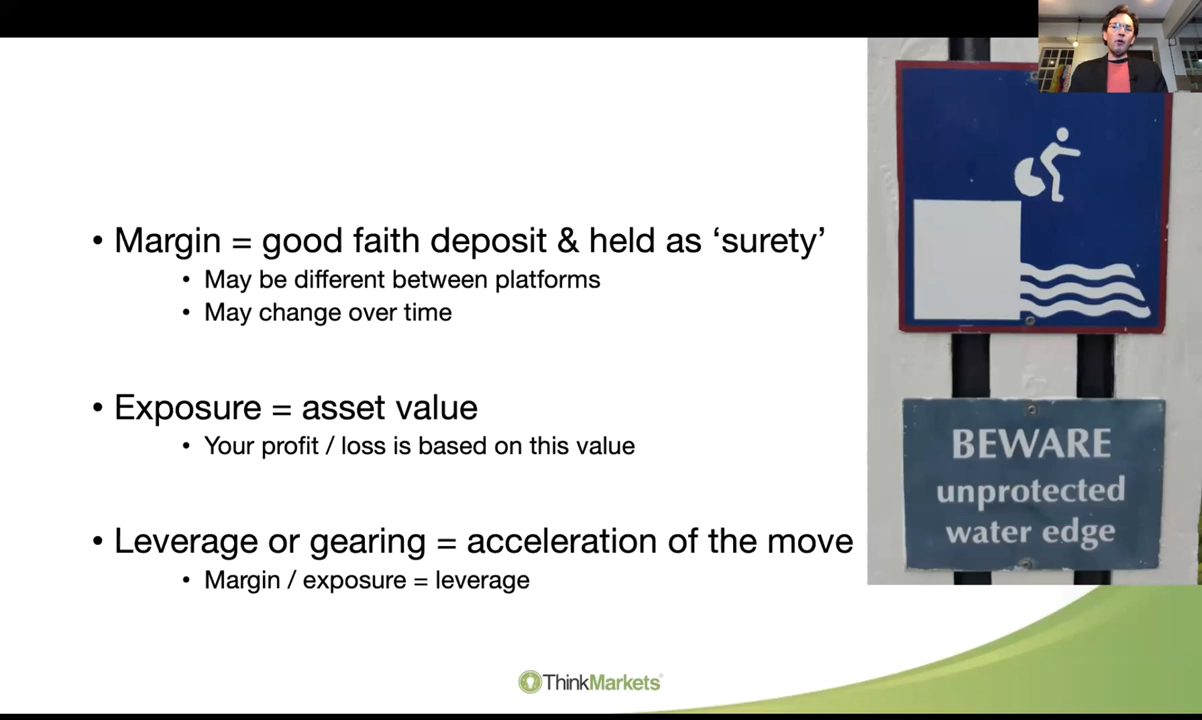 • Margin = good faith deposit & held as ‘surety’
• May be different between platforms
• May change over time
• Exposure = asset value
• Your profit / loss is based on this value
• Leverage or gearing = acceleration of the move
• Margin / exposure = leverage
BEWARE
unprotected
water edge
ThinkMarkets